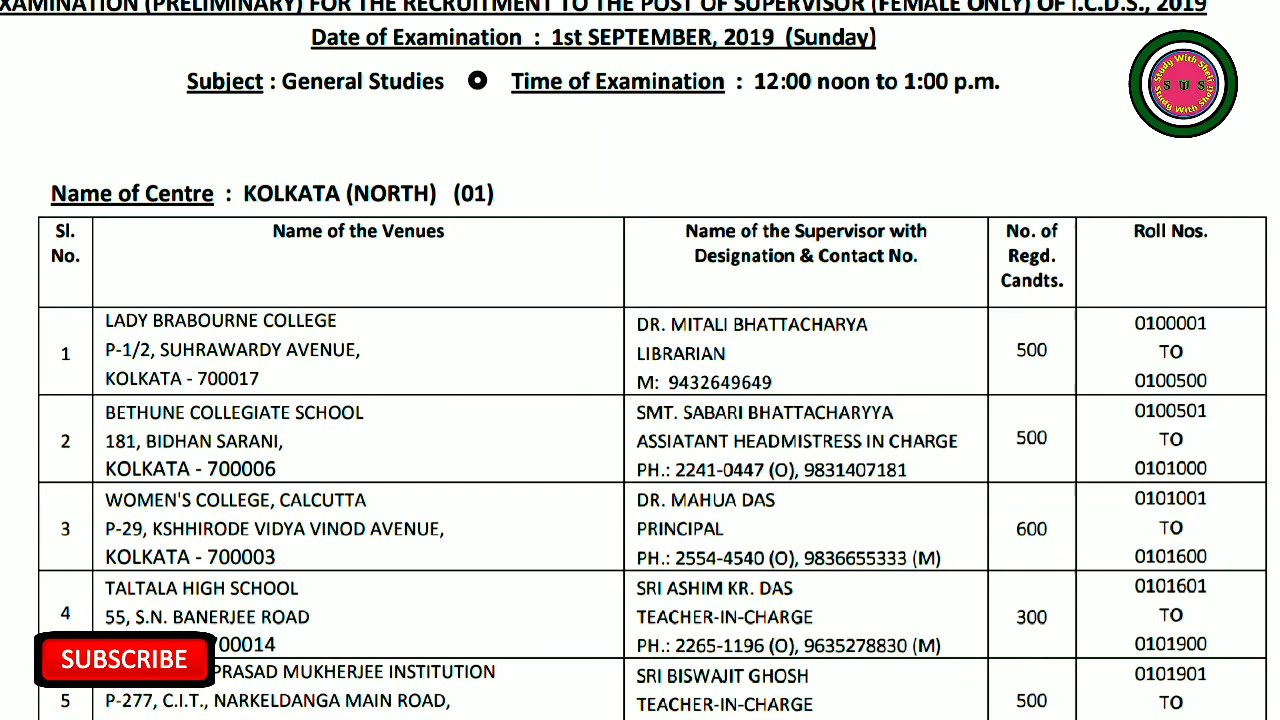 EXAMINATION (PRELIMINARY) FOR THE RECRUITMENT TO THE POST OF SUPERVISOR (FEMALE ONLY) OF I.C.D.S., 2019
Date of Examination : 1st SEPTEMBER, 2019 (Sunday)
Subject : General Studies Time of Examination : 12:00 noon to 1:00 p.m.
Study With Sheli
S W S
Study With Sheli
Name of Centre : KOLKATA (NORTH) (01)
Sl. No.
Name of the Venues
Name of the Supervisor with Designation & Contact No.
No. of Regd. Candts.
Roll Nos.
1
LADY BRABOURNE COLLEGE
P-1/2, SUHRAWARDY AVENUE,
KOLKATA - 700017
DR. MITALI BHATTACHARYA
LIBRARIAN
M: 9432649649
500
0100001
TO
0100500
2
BETHUNE COLLEGIATE SCHOOL
181, BIDHAN SARANI,
KOLKATA - 700006
SMT. SABARI BHATTACHARYYA
ASSIATANT HEADMISTRESS IN CHARGE
PH.: 2241-0447 (O), 9831407181
500
0100501
TO
0101000
3
WOMEN'S COLLEGE, CALCUTTA
P-29, KSHHIRODE VIDYA VINOD AVENUE,
KOLKATA - 700003
DR. MAHUA DAS
PRINCIPAL
PH.: 2554-4540 (O), 9836655333 (M)
600
0101001
TO
0101600
4
TALTALA HIGH SCHOOL
55, S.N. BANERJEE ROAD
700014
SRI ASHIM KR. DAS
TEACHER-IN-CHARGE
PH.: 2265-1196 (O), 9635278830 (M)
300
0101601
TO
0101900
SUBSCRIBE
5
PRASAD MUKHERJEE INSTITUTION
P-277, C.I.T., NARKELDANGA MAIN ROAD,
SRI BISWAJIT GHOSH
TEACHER-IN-CHARGE
500
0101901
TO